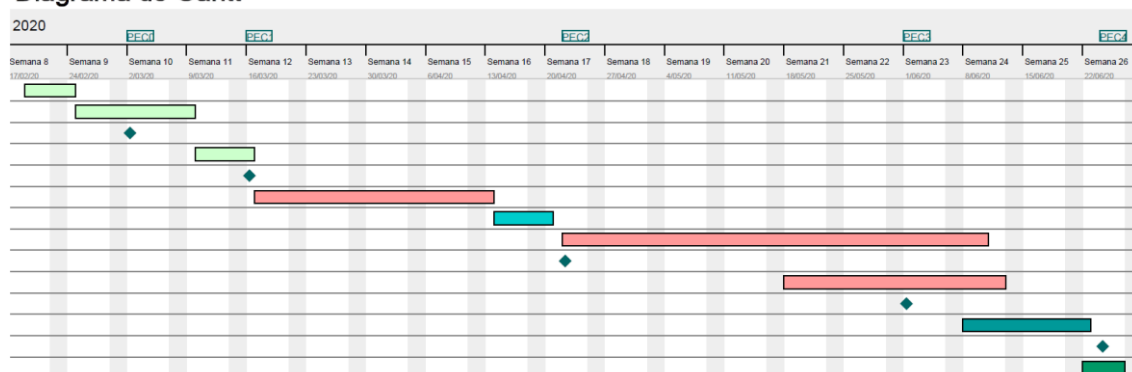 Diagrama de Gantt
2020
PEC0 PEC1 PEC2 PEC3 PEC4
Semana 8 Semana 9 Semana 10 Semana 11 Semana 12 Semana 13 Semana 14 Semana 15 Semana 16 Semana 17 Semana 18 Semana 19 Semana 20 Semana 21 Semana 22 Semana 23 Semana 24 Semana 25 Semana 26
17/02/20 24/02/20 2/03/20 9/03/20 16/03/20 23/03/20 30/03/20 6/04/20 13/04/20 20/04/20 27/04/20 4/05/20 11/05/20 18/05/20 25/05/20 1/06/20 8/06/20 15/06/20 22/06/20